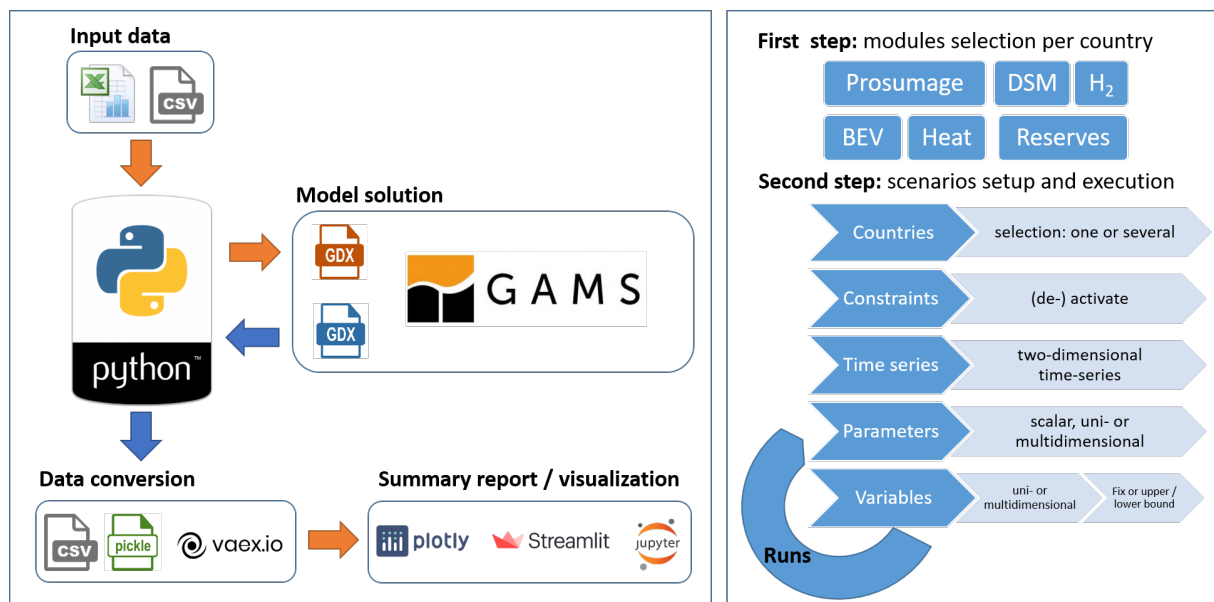 Input data
X
CSV
python™
Model solution
GDX
GDX
GAMS
Data conversion
CSV
pickle
vaex.io
Summary report / visualization
plotly
Streamlit
jupyter
First step: modules selection per country
Prosumage
DSM
H₂
BEV
Heat
Reserves
Second step: scenarios setup and execution
Countries
selection: one or several
Constraints
(de-) activate
Time series
two-dimensional
time-series
Parameters
scalar, uni- or
multidimensional
Variables
uni- or
multidimensional
Fix or upper /
lower bound
Runs